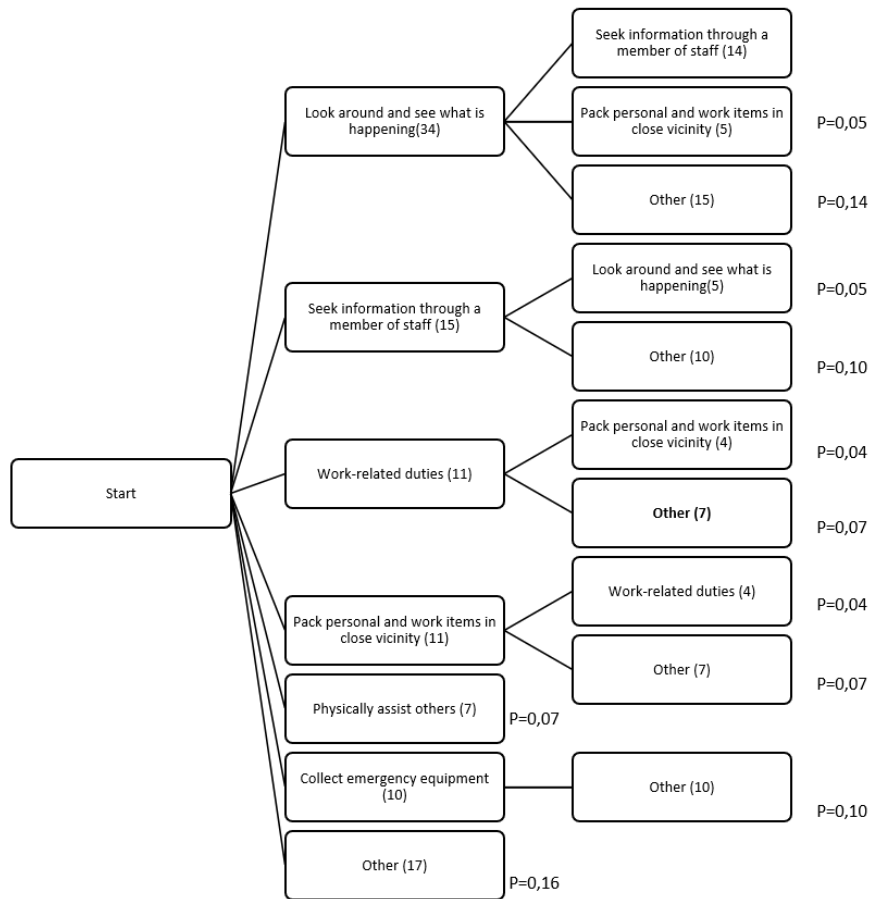 Seek information through a
member of staff (14)
Look around and see what is
happening(34)
Pack personal and work items in
close vicinity (5)
P=0,05
Other (15)
P=0,14
Look around and see what is
happening(5)
P=0,05
Seek information through a
member of staff (15)
Other (10)
P=0,10
Pack personal and work items in
close vicinity (4)
P=0,04
Work-related duties (11)
Start
Other (7)
P=0,07
Work-related duties (4)
P=0,04
Pack personal and work items in
close vicinity (11)
Other (7)
P=0,07
Physically assist others (7)
P=0,07
Collect emergency equipment
(10)
Other (10)
P=0,10
Other (17)
P=0,16